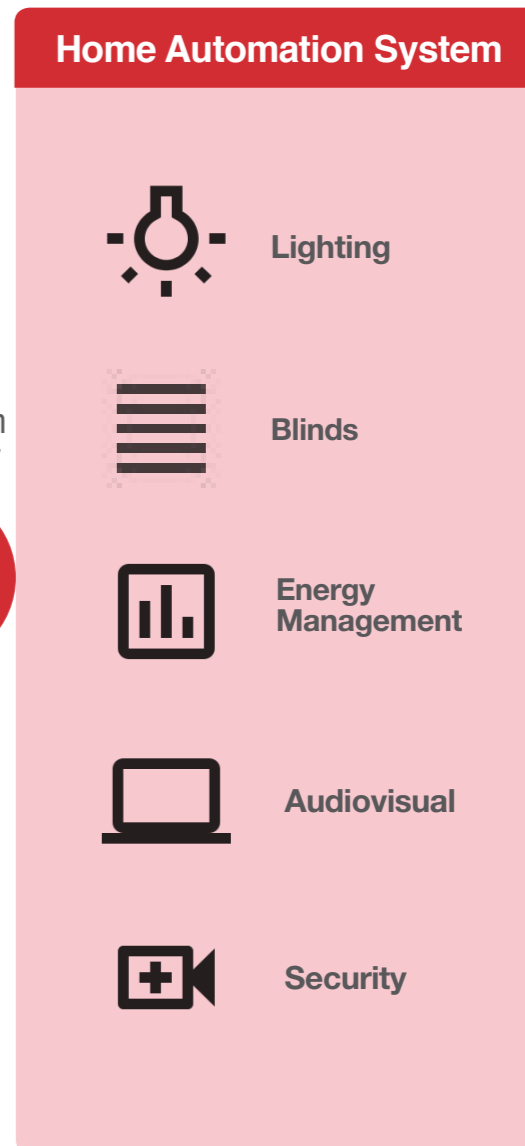 Home Automation System
Lighting
Blinds
Energy
Management
Audiovisual
Security